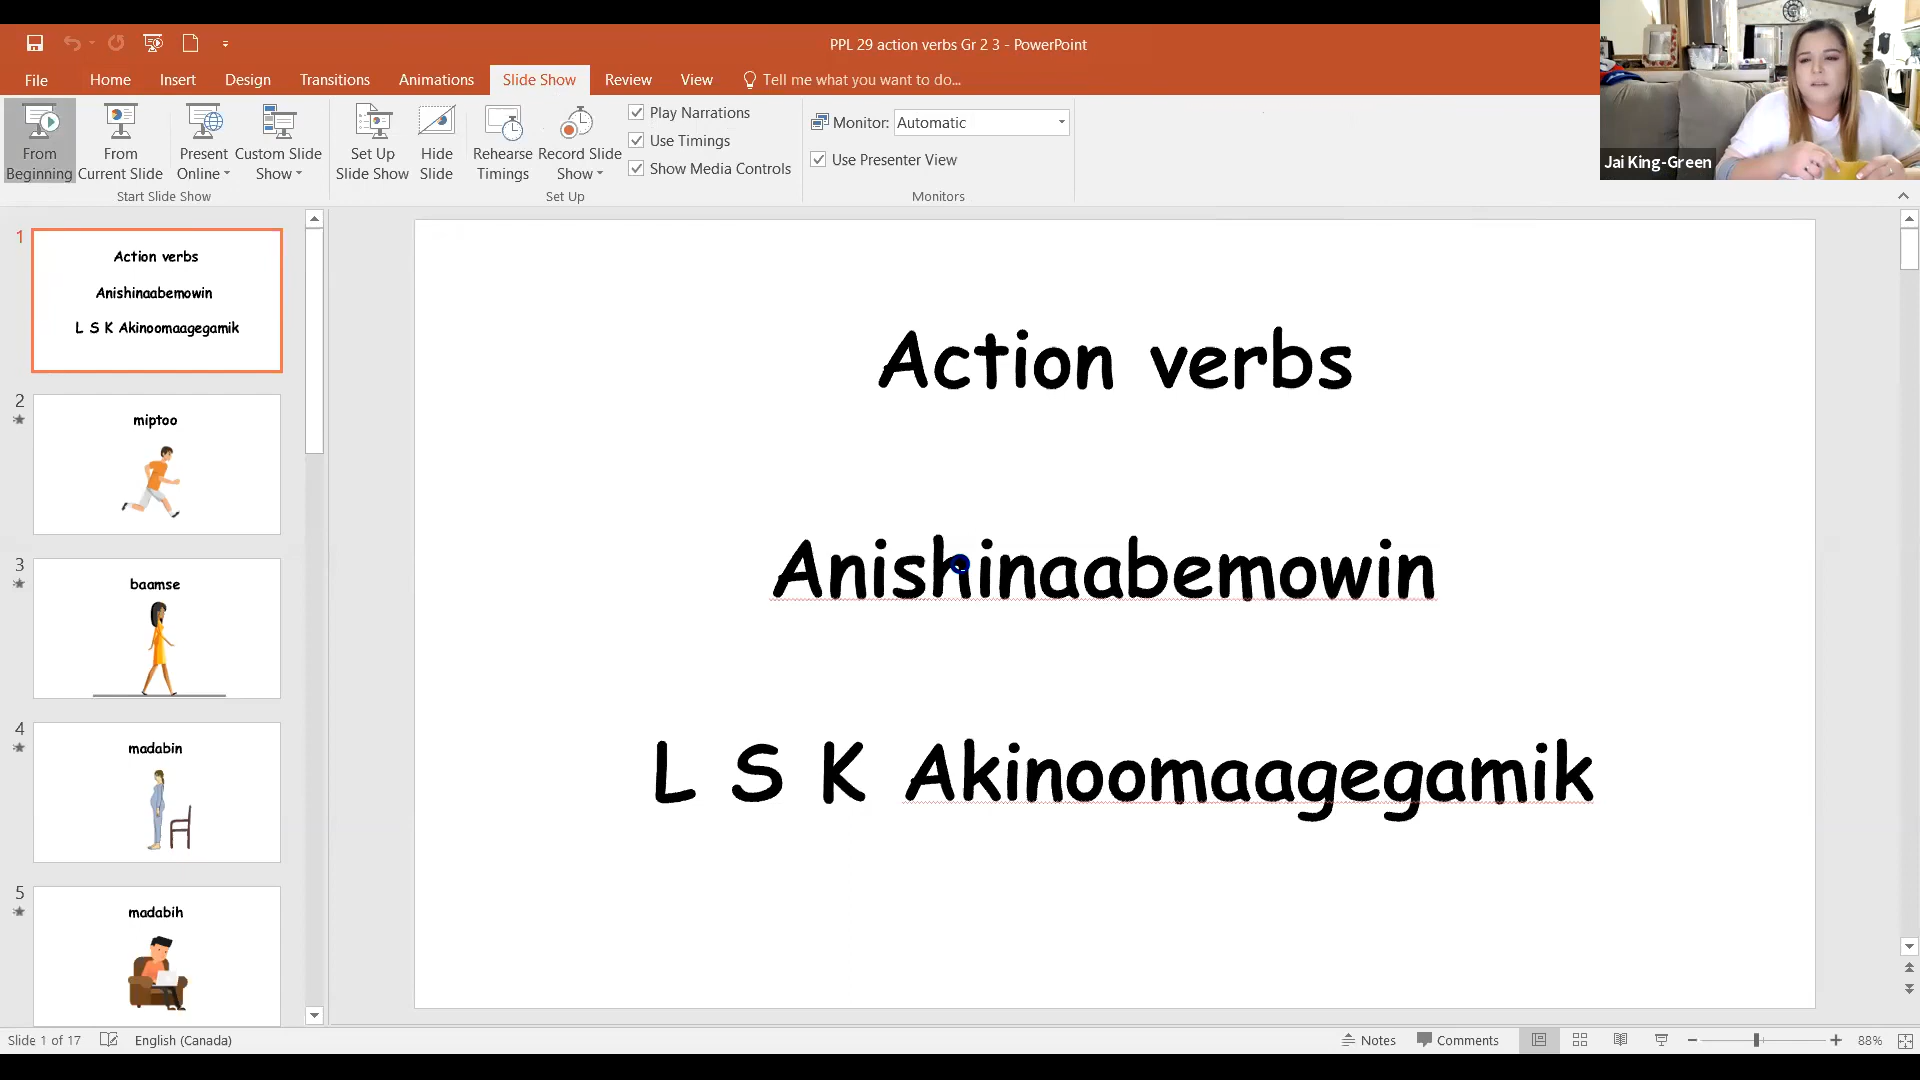 PPL 29 action verbs Gr 2 3 - PowerPoint
File Home Insert Design Transitions Animations Slide Show Review View Tell me what you want to do...
From Beginning
From Current Slide
Present Online
Custom Slide Show
Start Slide Show
Set Up Slide Show
Hide Slide
Rehearse Timings
Record Slide Show
Play Narrations
Use Timings
Show Media Controls
Set Up
Monitor: Automatic
Use Presenter View
Monitors
Jai King-Green
1
Action verbs
Anishinaabemowin
L S K Akinoomaagegamik
2
miptoo
3
baamse
4
madabin
5
madabih
Action verbs
Anishinaabemowin
L S K Akinoomaagegamik
Slide 1 of 17 English (Canada) Notes Comments 88%